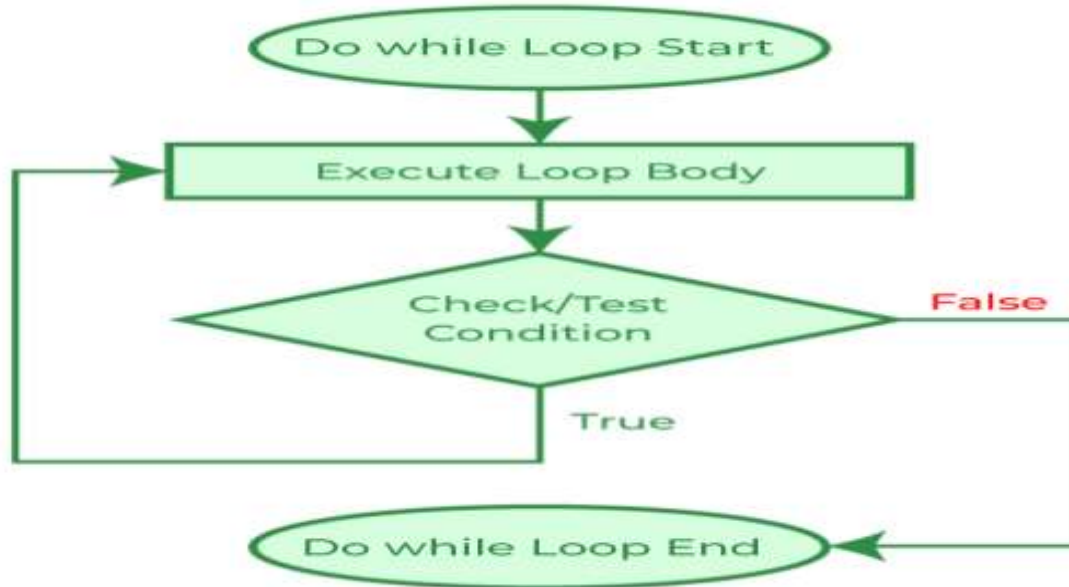 Do while Loop Start
Execute Loop Body
Check/Test
Condition
False
True
Do while Loop End